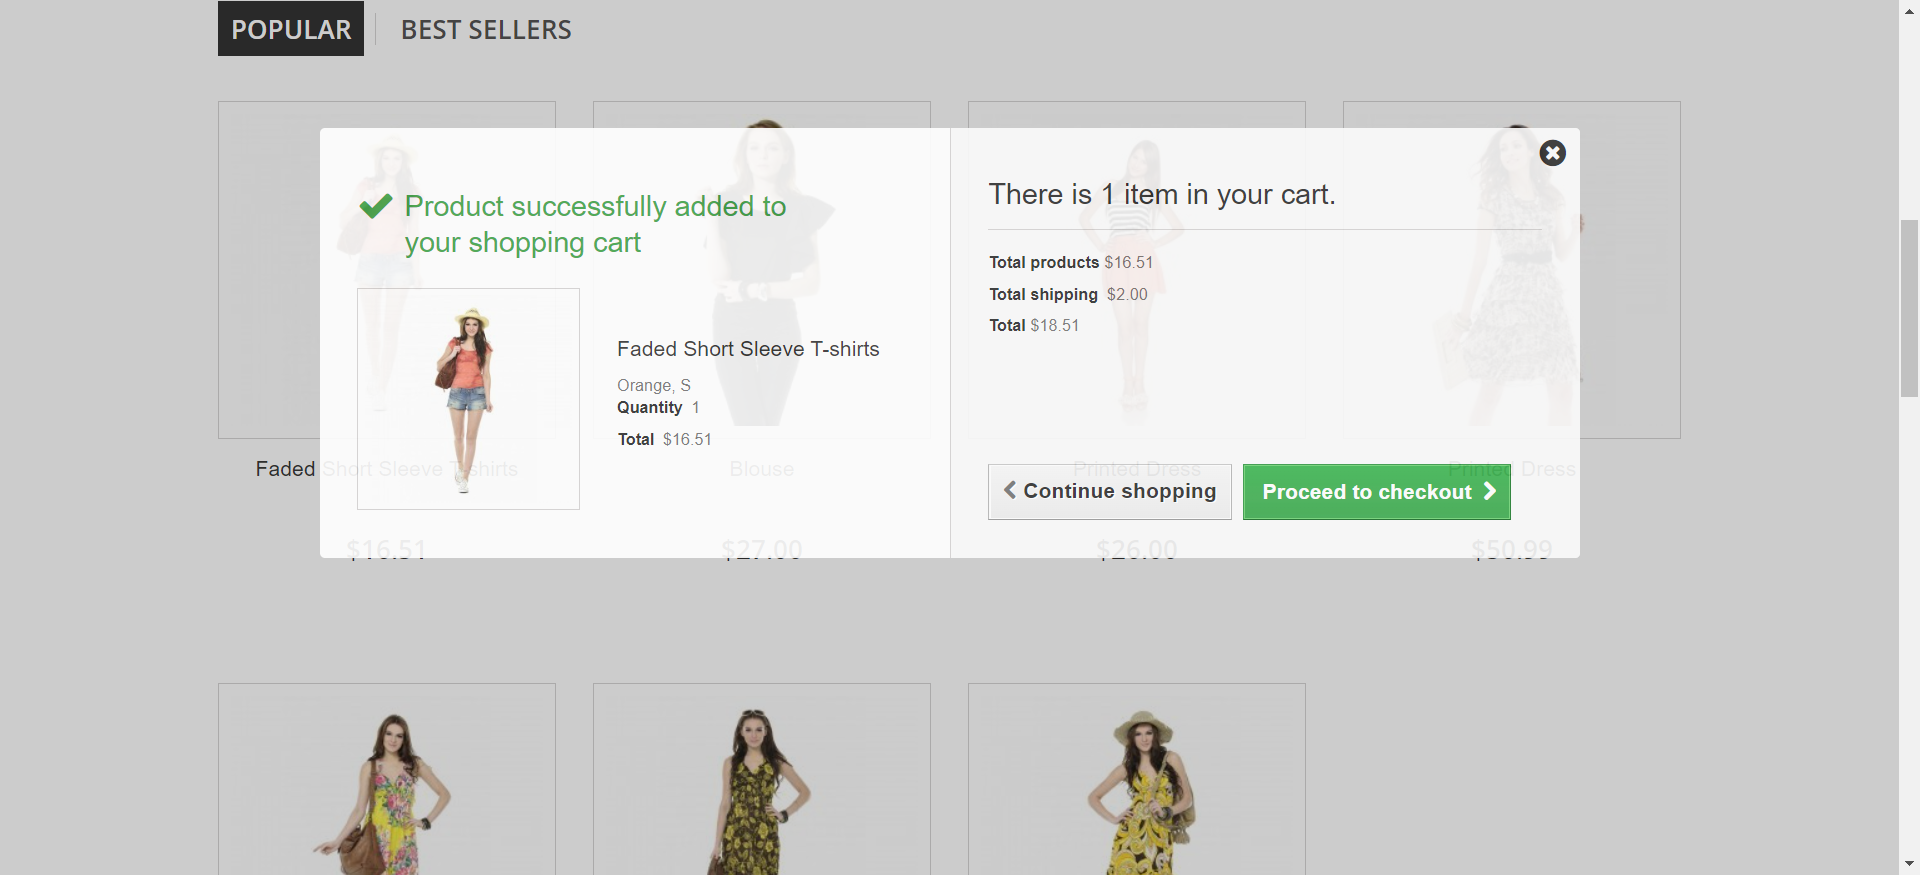 POPULAR
BEST SELLERS
Product successfully added to
your shopping cart
Faded Short Sleeve T-shirts
Orange, S
Quantity 1
Total $16.51
There is 1 item in your cart.
Total products $16.51
Total shipping $2.00
Total $18.51
Continue shopping
Proceed to checkout
Faded Short Sleeve T-shirts
Blouse
Printed Dress
Printed Dress
$16.51
$27.00
$26.00
$50.99